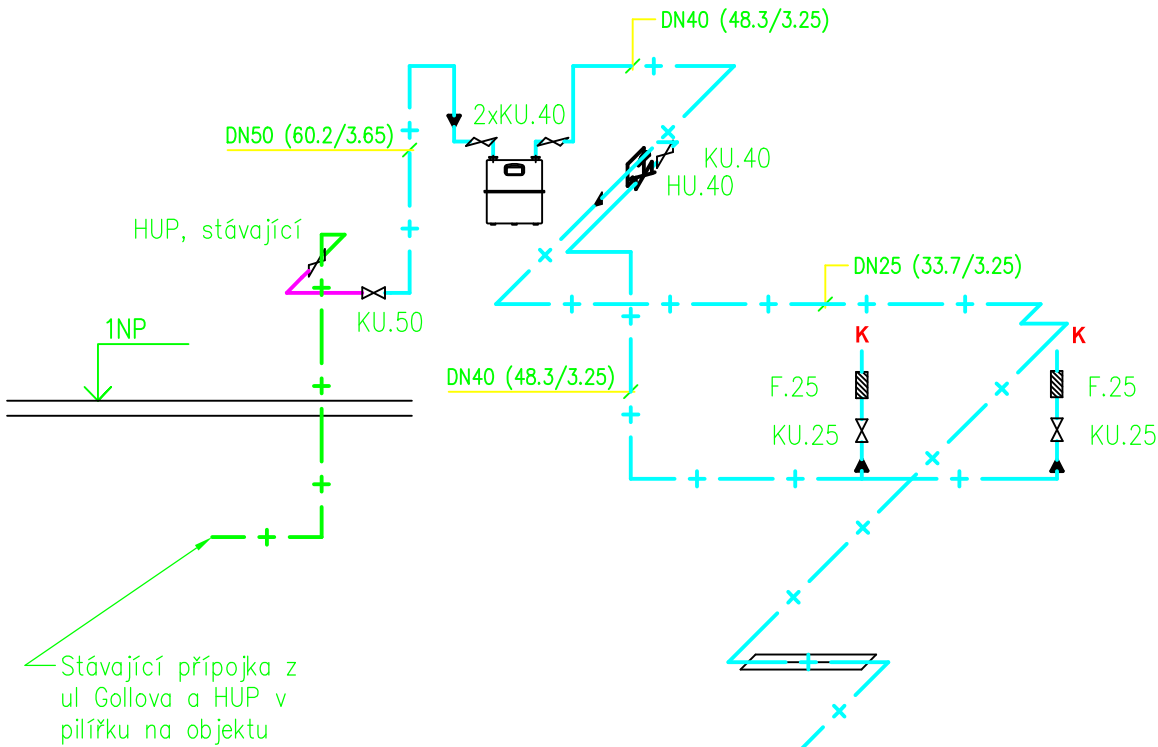 DN40 (48.3/3.25)
2xKU.40
DN50 (60.2/3.65)
KU.40
HU.40
HUP, stávající
DN25 (33.7/3.25)
KU.50
1NP
K
K
DN40 (48.3/3.25)
F.25
F.25
KU.25
KU.25
Stávající přípojka z
ul Gollova a HUP v
pilířku na objektu